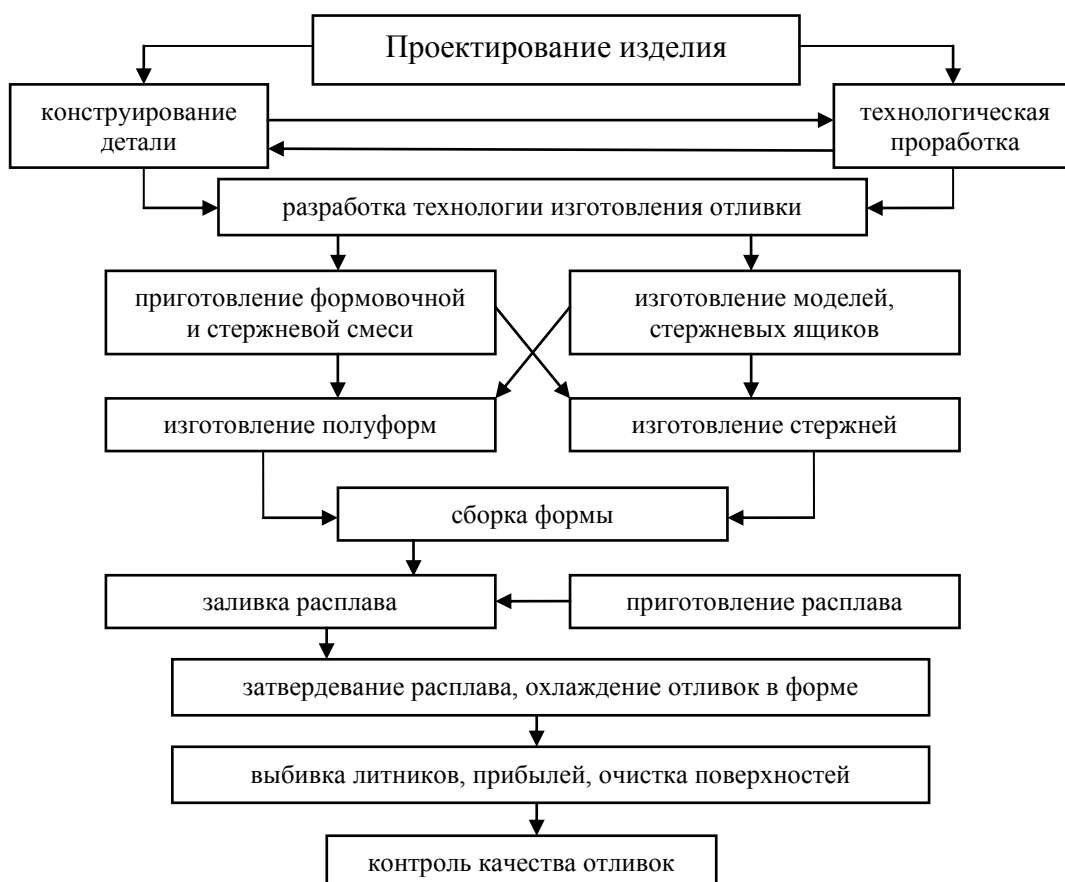 Проектирование изделия
конструирование
детали
технологическая
проработка
разработка технологии изготовления отливки
приготовление формовочной
и стержневой смеси
изготовление моделей,
стержневых ящиков
изготовление полуформ
изготовление стержней
сборка формы
заливка расплава
приготовление расплава
затвердевание расплава, охлаждение отливок в форме
выбивка литников, прибылей, очистка поверхностей
контроль качества отливок